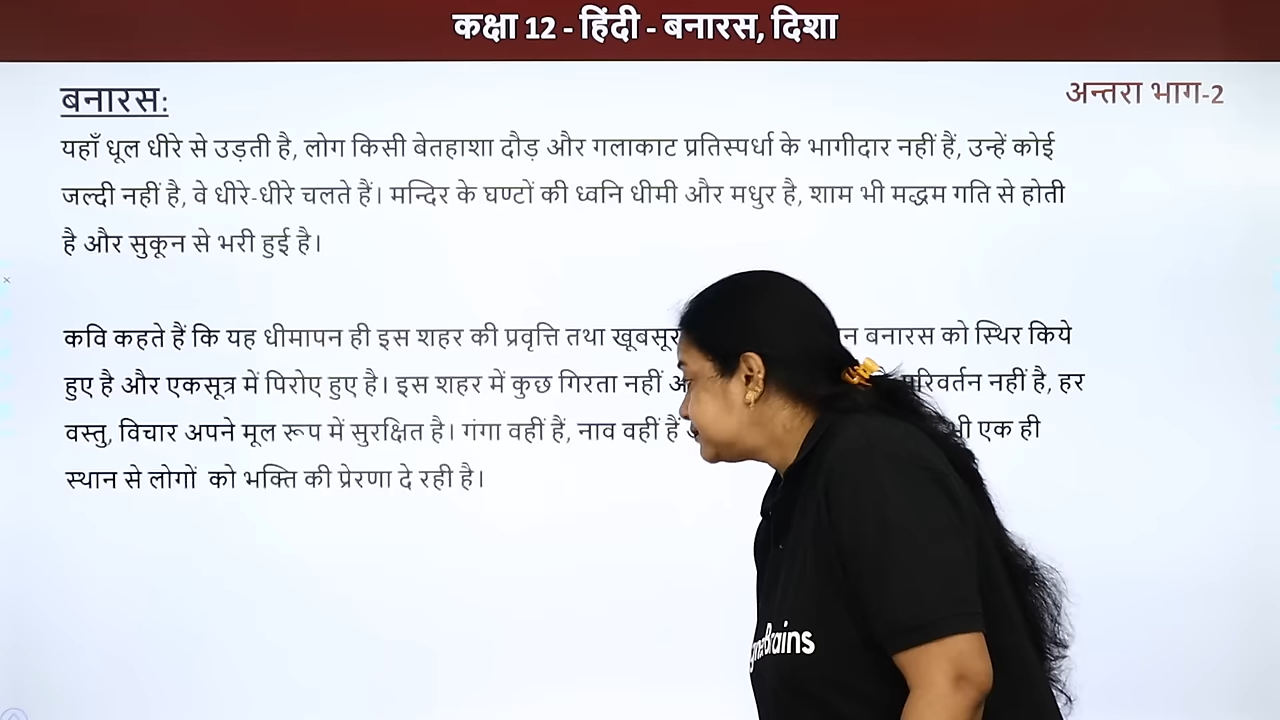 कक्षा 12 - हिंदी - बनारस, दिशा
बनारस:
अन्तरा भाग-2
यहाँ धूल धीरे से उड़ती है, लोग किसी बेतहाशा दौड़ और गलाकाट प्रतिस्पर्धा के भागीदार नहीं हैं, उन्हें कोई
जल्दी नहीं है, वे धीरे-धीरे चलते हैं। मन्दिर के घण्टों की ध्वनि धीमी और मधुर है, शाम भी मद्धम गति से होती
है और सुकून से भरी हुई है।
कवि कहते हैं कि यह धीमापन ही इस शहर की प्रवृत्ति तथा बनारस को स्थिर किये
हुए है और एकसूत्र में पिरोए हुए है। इस शहर में कुछ गिरता नहीं परिवर्तन नहीं है, हर
वस्तु, विचार अपने मूल रूप में सुरक्षित है। गंगा वहीं हैं, नाव वहीं हैं एक ही
स्थान से लोगों को भक्ति की प्रेरणा दे रही है।
Brains